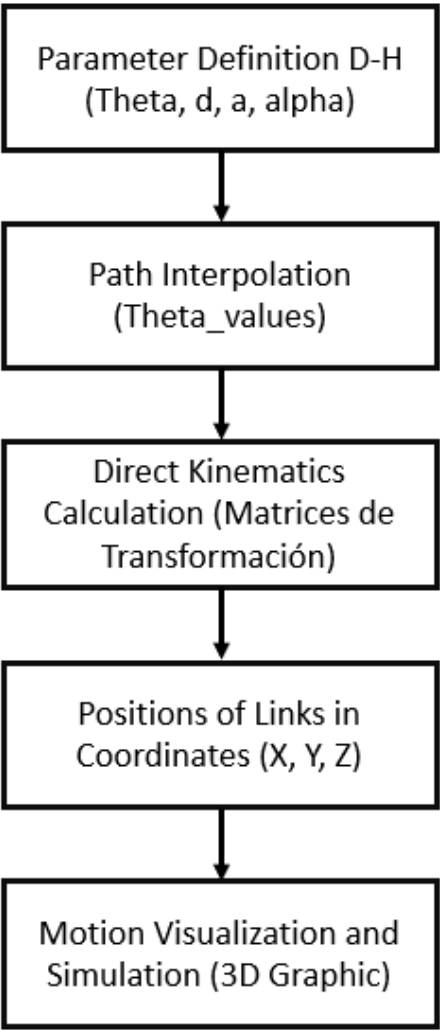 Parameter Definition D-H
(Theta, d, a, alpha)
Path Interpolation
(Theta_values)
Direct Kinematics
Calculation (Matrices de
Transformación)
Positions of Links in
Coordinates (X, Y, Z)
Motion Visualization and
Simulation (3D Graphic)